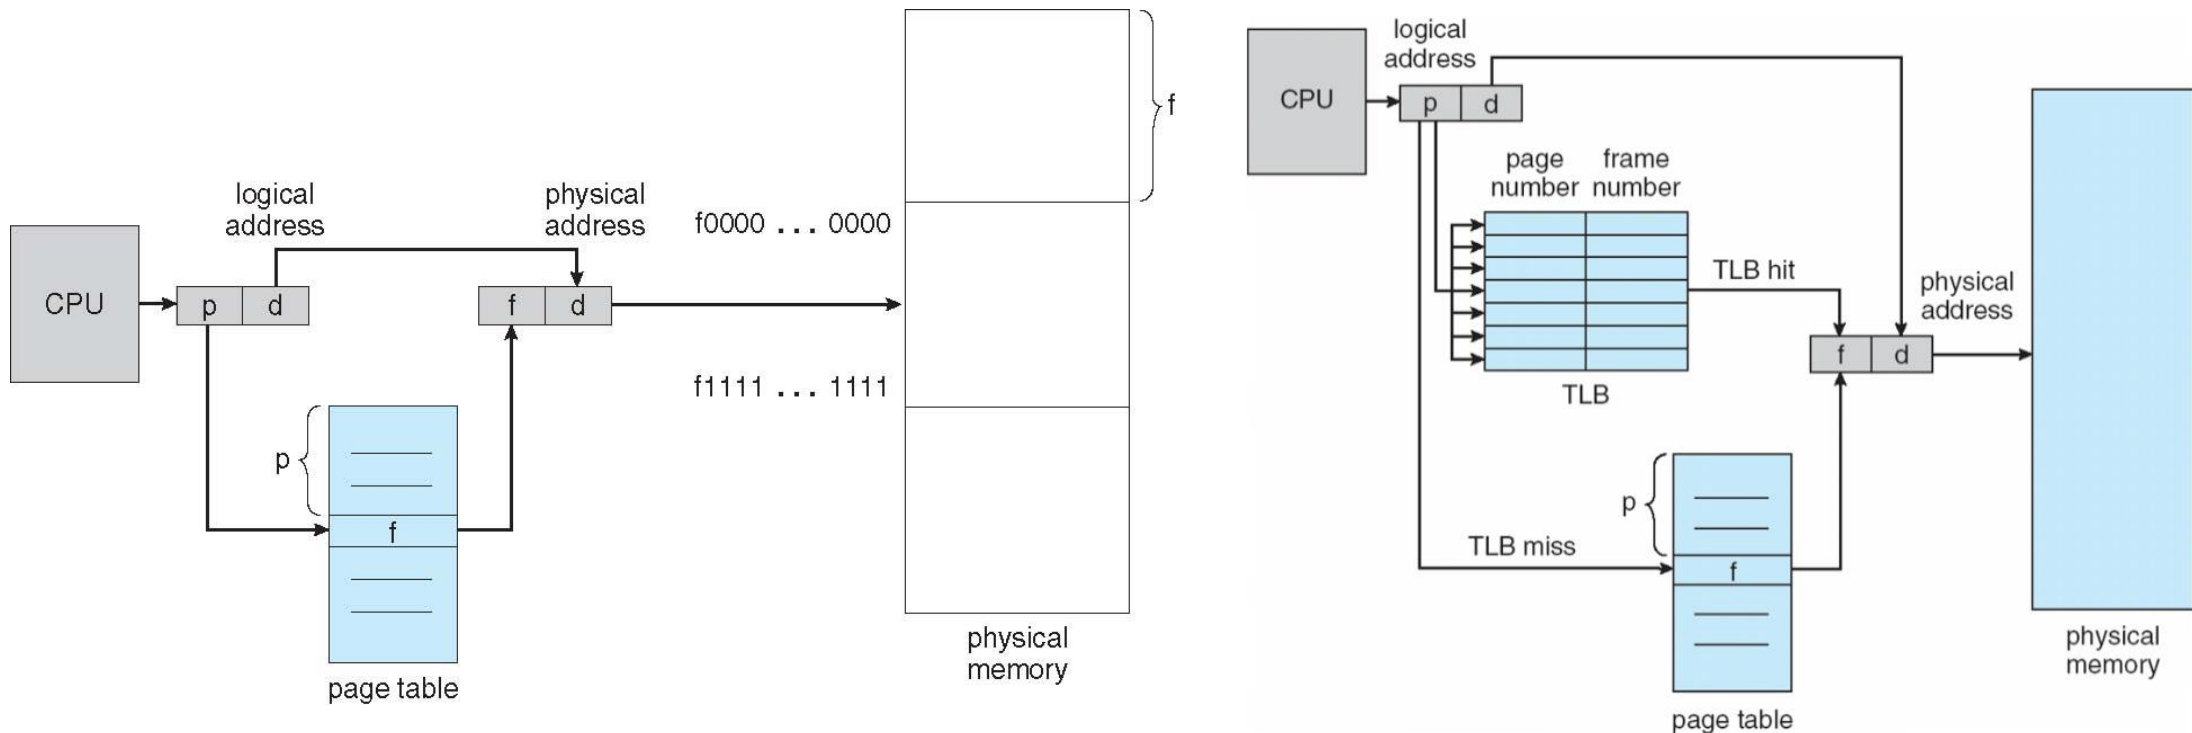 logical
address
physical
address
CPU
p d
f d
f0000 ... 0000
f1111 ... 1111
f
p
f
page table
physical
memory
logical
address
CPU
p d
page
number
frame
number
TLB hit
TLB
physical
address
f d
p
TLB miss
f
page table
physical
memory